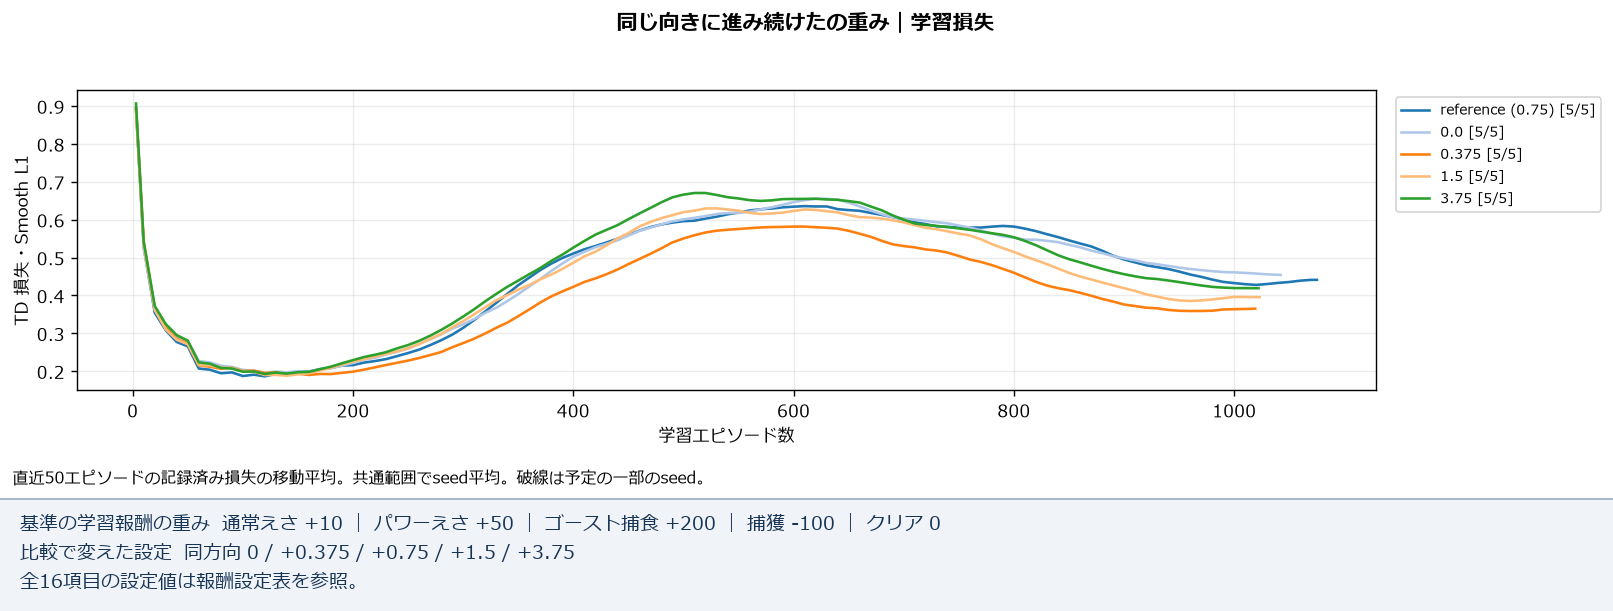 同じ向きに進み続けたの重み｜学習損失
TD 損失・Smooth L1
0.9
0.8
0.7
0.6
0.5
0.4
0.3
0.2
0
200
400
600
800
1000
学習エピソード数
reference (0.75) [5/5]
0.0 [5/5]
0.375 [5/5]
1.5 [5/5]
3.75 [5/5]
直近50エピソードの記録済み損失の移動平均。共通範囲でseed平均。破線は予定の一部のseed。
基準の学習報酬の重み 通常えさ +10 ｜ パワーえさ +50 ｜ ゴースト捕食 +200 ｜ 捕獲 -100 ｜ クリア 0
比較で変えた設定 同方向 0 / +0.375 / +0.75 / +1.5 / +3.75
全16項目の設定値は報酬設定表を参照。